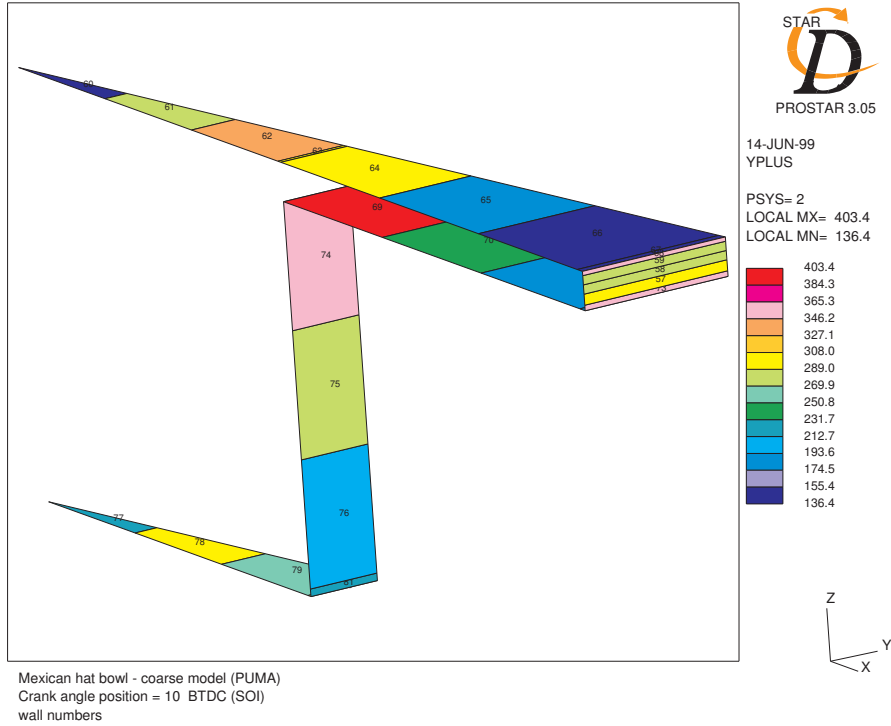 STAR
D
PROSTAR 3.05
14-JUN-99
YPLUS
PSYS= 2
LOCAL MX= 403.4
LOCAL MN= 136.4
403.4
384.3
365.3
346.2
327.1
308.0
289.0
269.9
250.8
231.7
212.7
193.6
174.5
155.4
136.4
60
61
62
63
64
65
66
69
70
59
58
57
73
74
75
76
77
78
79
81
Z
Y
X
Mexican hat bowl - coarse model (PUMA)
Crank angle position = 10 BTDC (SOI)
wall numbers